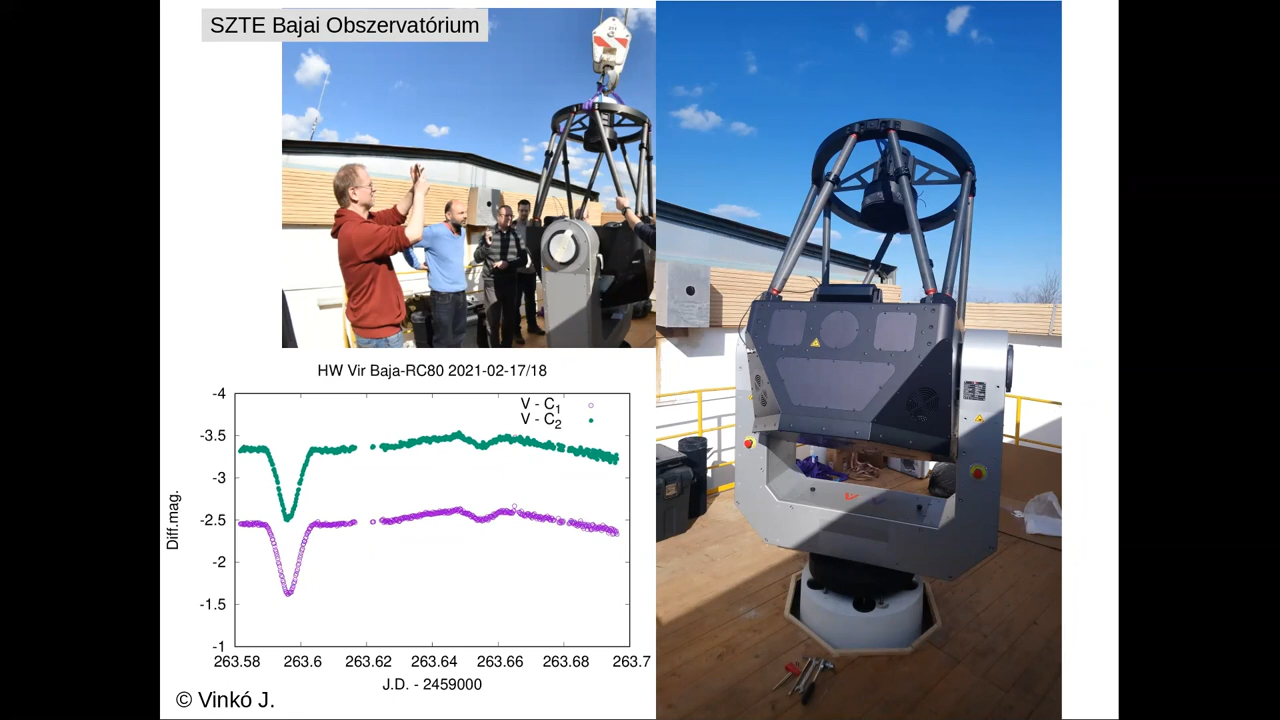 SZTE Bajai Obszervatórium
HW Vir Baja-RC80 2021-02-17/18
V - C1
V - C2
-4
-3.5
-3
-2.5
-2
-1.5
-1
Diff.mag.
263.58 263.6 263.62 263.64 263.66 263.68 263.7
J.D. - 2459000
© Vinkó J.